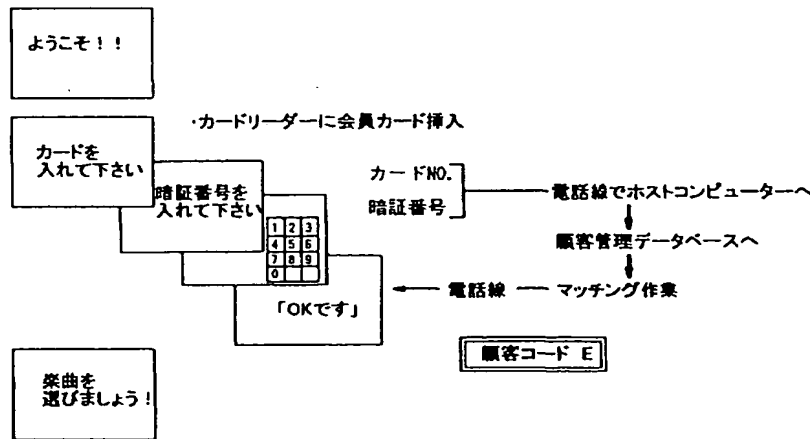 ようこそ!!
・カードリーダーに会員カード挿入
カードを
入れて下さい
暗証番号を
入れて下さい
カードNO.
暗証番号
電話線でホストコンピューターへ
1 2 3
4 5 6
7 8 9
0
顧客管理データベースへ
「OKです」
電話線
マッチング作業
顧客コード E
楽曲を
選びましょう!